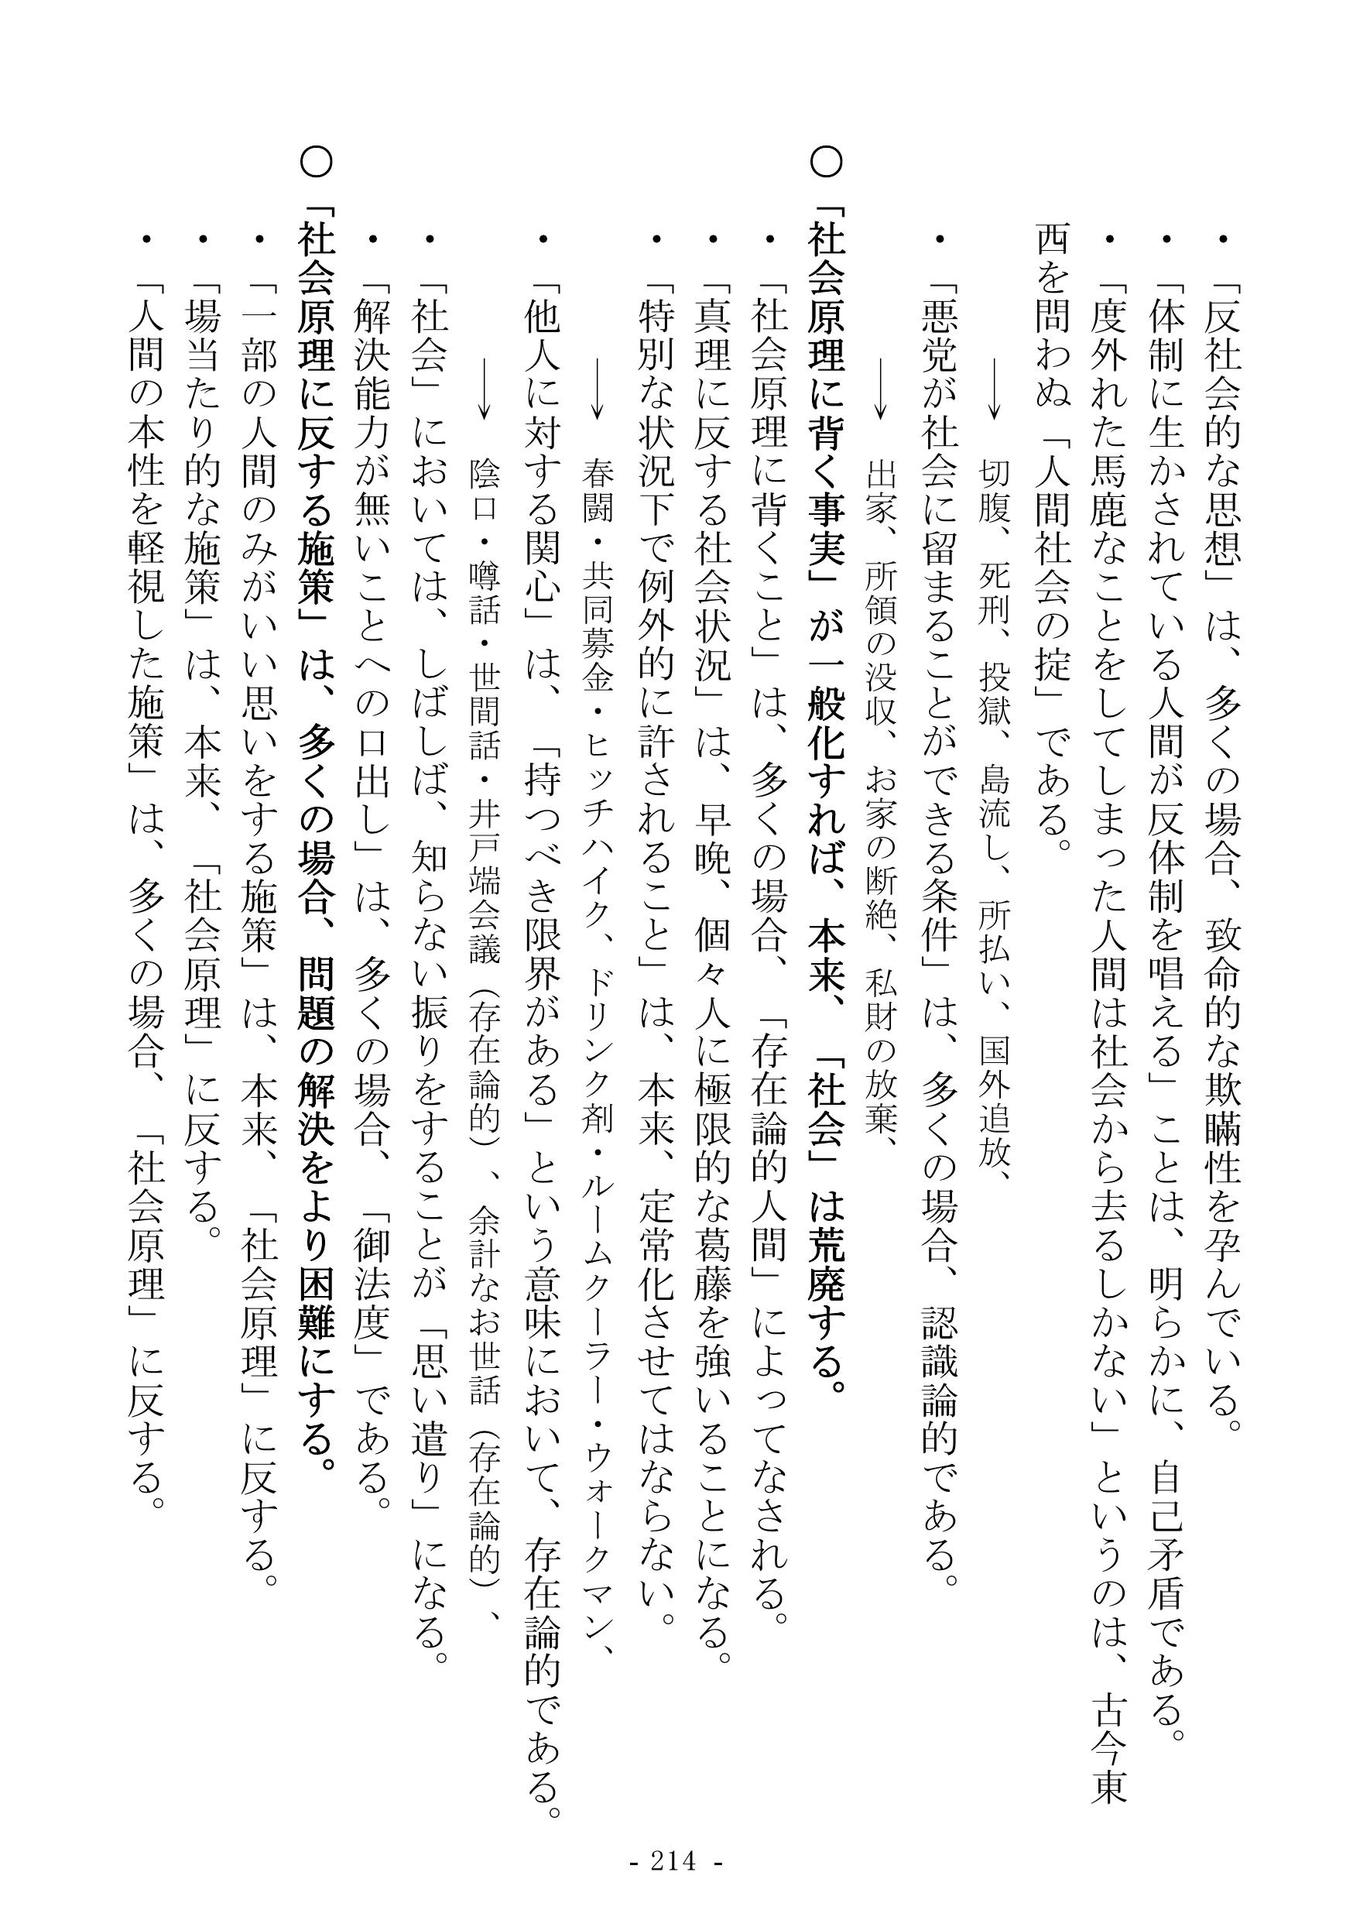 ・「反社会的な思想」は、多くの場合、致命的な欺瞞性を孕んでいる。
・「体制に生かされている人間が反体制を唱える」ことは、明らかに、自己矛盾である。
・「度外れた馬鹿なことをしてしまった人間は社会から去るしかない」というのは、古今東
西を問わぬ「人間社会の掟」である。
→ 切腹、死刑、投獄、島流し、所払い、国外追放、
・「悪党が社会に留まることができる条件」は、多くの場合、認識論的である。
→ 出家、所領の没収、お家の断絶、私財の放棄、
○「社会原理に背く事実」が一般化すれば、本来、「社会」は荒廃する。
・「社会原理に背くこと」は、多くの場合、「存在論的人間」によってなされる。
・「真理に反する社会状況」は、早晩、個々人に極限的な葛藤を強いることになる。
・「特別な状況下で例外的に許されること」は、本来、定常化させてはならない。
→ 春闘・共同募金・ヒッチハイク、ドリンク剤・ルームクーラー・ウォークマン、
・「他人に対する関心」は、「持つべき限界がある」という意味において、存在論的である。
→ 陰口・噂話・世間話・井戸端会議（存在論的）、余計なお世話（存在論的）、
・「社会」においては、しばしば、知らない振りをすることが「思い遣り」になる。
・「解決能力が無いことへの口出し」は、多くの場合、「御法度」である。
○「社会原理に反する施策」は、多くの場合、問題の解決をより困難にする。
・「一部の人間のみがいい思いをする施策」は、本来、「社会原理」に反する。
・「場当たり的な施策」は、本来、「社会原理」に反する。
・「人間の本性を軽視した施策」は、多くの場合、「社会原理」に反する。
- 214 -